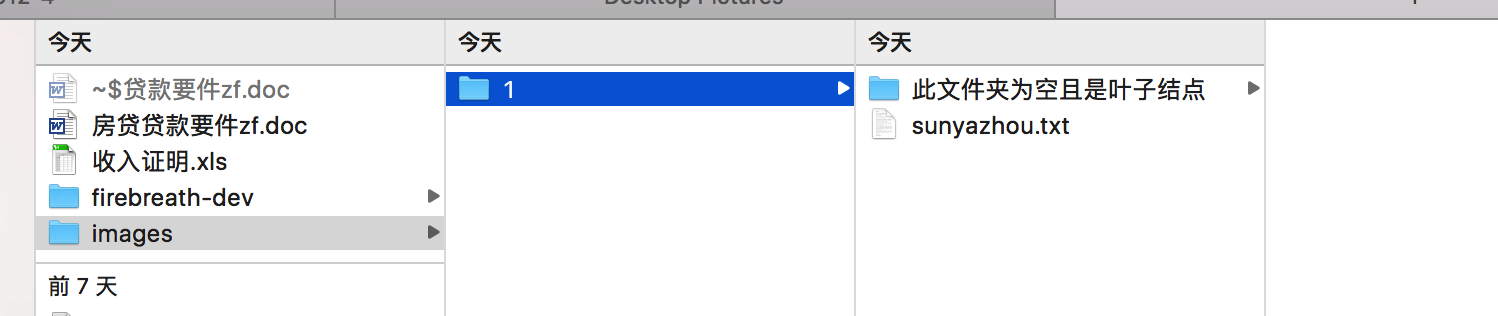 Desktop Pictures
今天
~$贷款要件zf.doc
房贷贷款要件zf.doc
收入证明.xls
firebreath-dev
images
前 7 天
今天
1
今天
此文件夹为空且是叶子结点
sunyazhou.txt